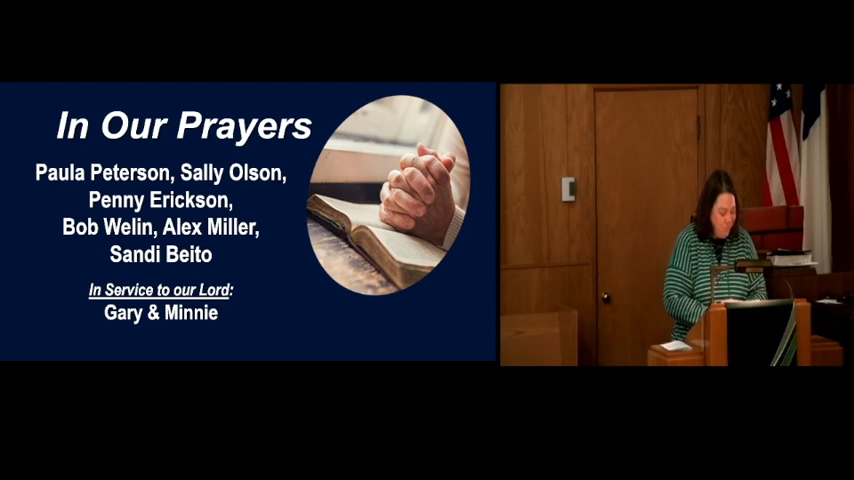 In Our Prayers
Paula Peterson, Sally Olson,
Penny Erickson,
Bob Welin, Alex Miller,
Sandi Beito
In Service to our Lord:
Gary & Minnie